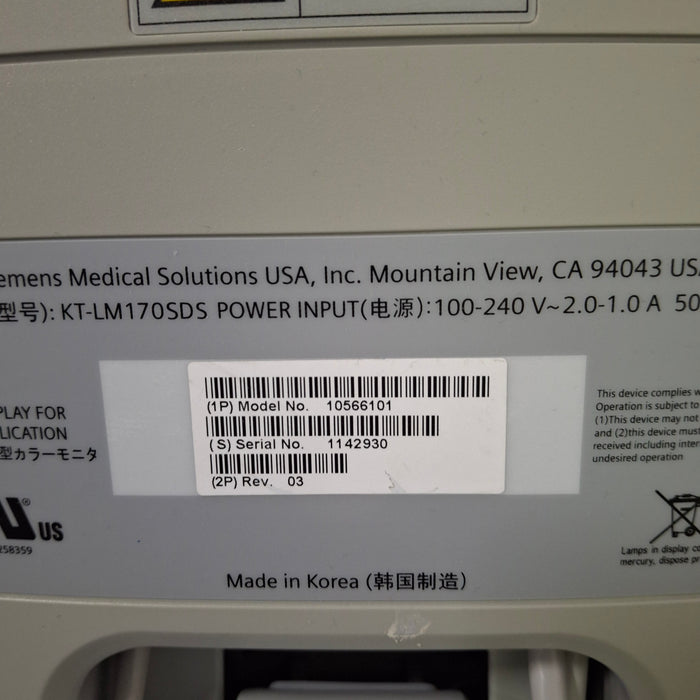 Siemens Medical Solutions USA, Inc. Mountain View, CA 94043 USA
型号): KT-LM170SDS POWER INPUT(电源):100-240 V~2.0-1.0 A 50
(1P) Model No. 10566101
(S) Serial No. 1142930
(2P) Rev. 03
PLAY FOR
LICATION
型カラーモニタ
US
258359
This device complies w
Operation is subject to
(1)This device may not
and (2)this device must
received including inter
undesired operation
Lamps in display co
mercury, dispose pr
Made in Korea (韩国制造)